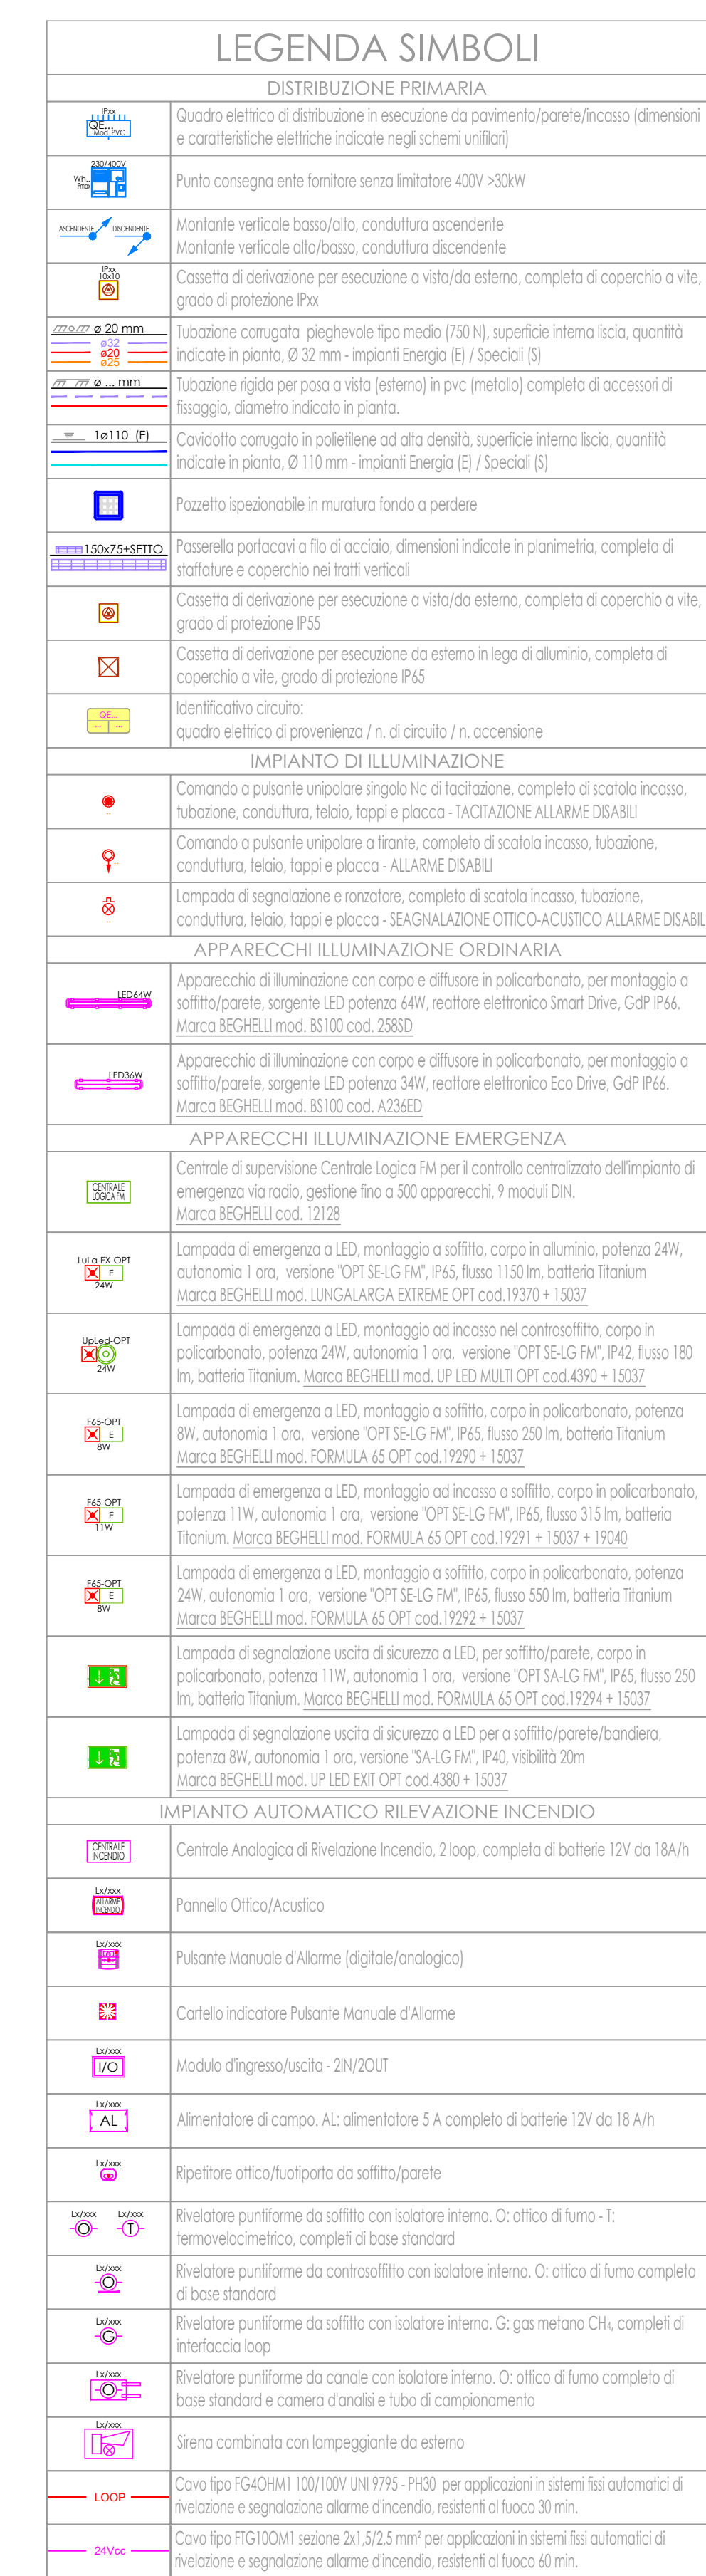 LEGENDA SIMBOLI
DISTRIBUZIONE PRIMARIA
IPxx
QE...
.. Mod. PVC
Quadro elettrico di distribuzione in esecuzione da pavimento/parete/incasso (dimensioni
e caratteristiche elettriche indicate negli schemi unifilari)
230/400V
Wh..
Pmax
Punto consegna ente fornitore senza limitatore 400V >30kW
ASCENDENTE
DISCENDENTE
Montante verticale basso/alto, conduttura ascendente
Montante verticale alto/basso, conduttura discendente
IPxx
10x10
Cassetta di derivazione per esecuzione a vista/da esterno, completa di coperchio a vite,
grado di protezione IPxx
ø 20 mm
ø32
ø20
ø25
Tubazione corrugata pieghevole tipo medio (750 N), superficie interna liscia, quantità
indicate in pianta, Ø 32 mm - impianti Energia (E) / Speciali (S)
ø ... mm
Tubazione rigida per posa a vista (esterno) in pvc (metallo) completa di accessori di
fissaggio, diametro indicato in pianta.
1ø110 (E)
Cavidotto corrugato in polietilene ad alta densità, superficie interna liscia, quantità
indicate in pianta, Ø 110 mm - impianti Energia (E) / Speciali (S)
Pozzetto ispezionabile in muratura fondo a perdere
150x75+SETTO
Passerella portacavi a filo di acciaio, dimensioni indicate in planimetria, completa di
staffature e coperchio nei tratti verticali
Cassetta di derivazione per esecuzione a vista/da esterno, completa di coperchio a vite,
grado di protezione IP55
Cassetta di derivazione per esecuzione da esterno in lega di alluminio, completa di
coperchio a vite, grado di protezione IP65
QE...
... ...
Identificativo circuito:
quadro elettrico di provenienza / n. di circuito / n. accensione
IMPIANTO DI ILLUMINAZIONE
..
Comando a pulsante unipolare singolo Nc di tacitazione, completo di scatola incasso,
tubazione, conduttura, telaio, tappi e placca - TACITAZIONE ALLARME DISABILI
..
Comando a pulsante unipolare a tirante, completo di scatola incasso, tubazione,
conduttura, telaio, tappi e placca - ALLARME DISABILI
..
Lampada di segnalazione e ronzatore, completo di scatola incasso, tubazione,
conduttura, telaio, tappi e placca - SEAGNALAZIONE OTTICO-ACUSTICO ALLARME DISABIL
APPARECCHI ILLUMINAZIONE ORDINARIA
LED64W
Apparecchio di illuminazione con corpo e diffusore in policarbonato, per montaggio a
soffitto/parete, sorgente LED potenza 64W, reattore elettronico Smart Drive, GdP IP66.
Marca BEGHELLI mod. BS100 cod. 258SD
LED36W
Apparecchio di illuminazione con corpo e diffusore in policarbonato, per montaggio a
soffitto/parete, sorgente LED potenza 34W, reattore elettronico Eco Drive, GdP IP66.
Marca BEGHELLI mod. BS100 cod. A236ED
APPARECCHI ILLUMINAZIONE EMERGENZA
CENTRALE
LOGICA FM
Centrale di supervisione Centrale Logica FM per il controllo centralizzato dell'impianto di
emergenza via radio, gestione fino a 500 apparecchi, 9 moduli DIN.
Marca BEGHELLI cod. 12128
LuLa-EX-OPT
E
24W
Lampada di emergenza a LED, montaggio a soffitto, corpo in alluminio, potenza 24W,
autonomia 1 ora, versione "OPT SE-LG FM", IP65, flusso 1150 lm, batteria Titanium
Marca BEGHELLI mod. LUNGALARGA EXTREME OPT cod.19370 + 15037
UpLed-OPT
24W
Lampada di emergenza a LED, montaggio ad incasso nel controsoffitto, corpo in
policarbonato, potenza 24W, autonomia 1 ora, versione "OPT SE-LG FM", IP42, flusso 180
lm, batteria Titanium. Marca BEGHELLI mod. UP LED MULTI OPT cod.4390 + 15037
F65-OPT
E
8W
Lampada di emergenza a LED, montaggio a soffitto, corpo in policarbonato, potenza
8W, autonomia 1 ora, versione "OPT SE-LG FM", IP65, flusso 250 lm, batteria Titanium
Marca BEGHELLI mod. FORMULA 65 OPT cod.19290 + 15037
F65-OPT
E
11W
Lampada di emergenza a LED, montaggio ad incasso a soffitto, corpo in policarbonato,
potenza 11W, autonomia 1 ora, versione "OPT SE-LG FM", IP65, flusso 315 lm, batteria
Titanium. Marca BEGHELLI mod. FORMULA 65 OPT cod.19291 + 15037 + 19040
F65-OPT
E
8W
Lampada di emergenza a LED, montaggio a soffitto, corpo in policarbonato, potenza
24W, autonomia 1 ora, versione "OPT SE-LG FM", IP65, flusso 550 lm, batteria Titanium
Marca BEGHELLI mod. FORMULA 65 OPT cod.19292 + 15037
Lampada di segnalazione uscita di sicurezza a LED, per soffitto/parete, corpo in
policarbonato, potenza 11W, autonomia 1 ora, versione "OPT SA-LG FM", IP65, flusso 250
lm, batteria Titanium. Marca BEGHELLI mod. FORMULA 65 OPT cod.19294 + 15037
Lampada di segnalazione uscita di sicurezza a LED per a soffitto/parete/bandiera,
potenza 8W, autonomia 1 ora, versione "SA-LG FM", IP40, visibilità 20m
Marca BEGHELLI mod. UP LED EXIT OPT cod.4380 + 15037
IMPIANTO AUTOMATICO RILEVAZIONE INCENDIO
CENTRALE
INCENDIO
..
Centrale Analogica di Rivelazione Incendio, 2 loop, completa di batterie 12V da 18A/h
Lx/xxx
ALLARME
INCENDIO
Pannello Ottico/Acustico
Lx/xxx
Pulsante Manuale d'Allarme (digitale/analogico)
Cartello indicatore Pulsante Manuale d'Allarme
Lx/xxx
I/O
Modulo d'ingresso/uscita - 2IN/2OUT
Lx/xxx
AL
Alimentatore di campo. AL: alimentatore 5 A completo di batterie 12V da 18 A/h
Lx/xxx
Ripetitore ottico/fuotiporta da soffitto/parete
Lx/xxx Lx/xxx
O T
Rivelatore puntiforme da soffitto con isolatore interno. O: ottico di fumo - T:
termovelocimetrico, completi di base standard
Lx/xxx
O
Rivelatore puntiforme da controsoffitto con isolatore interno. O: ottico di fumo completo
di base standard
Lx/xxx
G
Rivelatore puntiforme da soffitto con isolatore interno. G: gas metano CH₄, completi di
interfaccia loop
Lx/xxx
O
Rivelatore puntiforme da canale con isolatore interno. O: ottico di fumo completo di
base standard e camera d'analisi e tubo di campionamento
Lx/xxx
Sirena combinata con lampeggiante da esterno
LOOP
Cavo tipo FG4OHM1 100/100V UNI 9795 - PH30 per applicazioni in sistemi fissi automatici di
rivelazione e segnalazione allarme d'incendio, resistenti al fuoco 30 min.
24Vcc
Cavo tipo FTG10OM1 sezione 2x1,5/2,5 mm² per applicazioni in sistemi fissi automatici di
rivelazione e segnalazione allarme d'incendio, resistenti al fuoco 60 min.